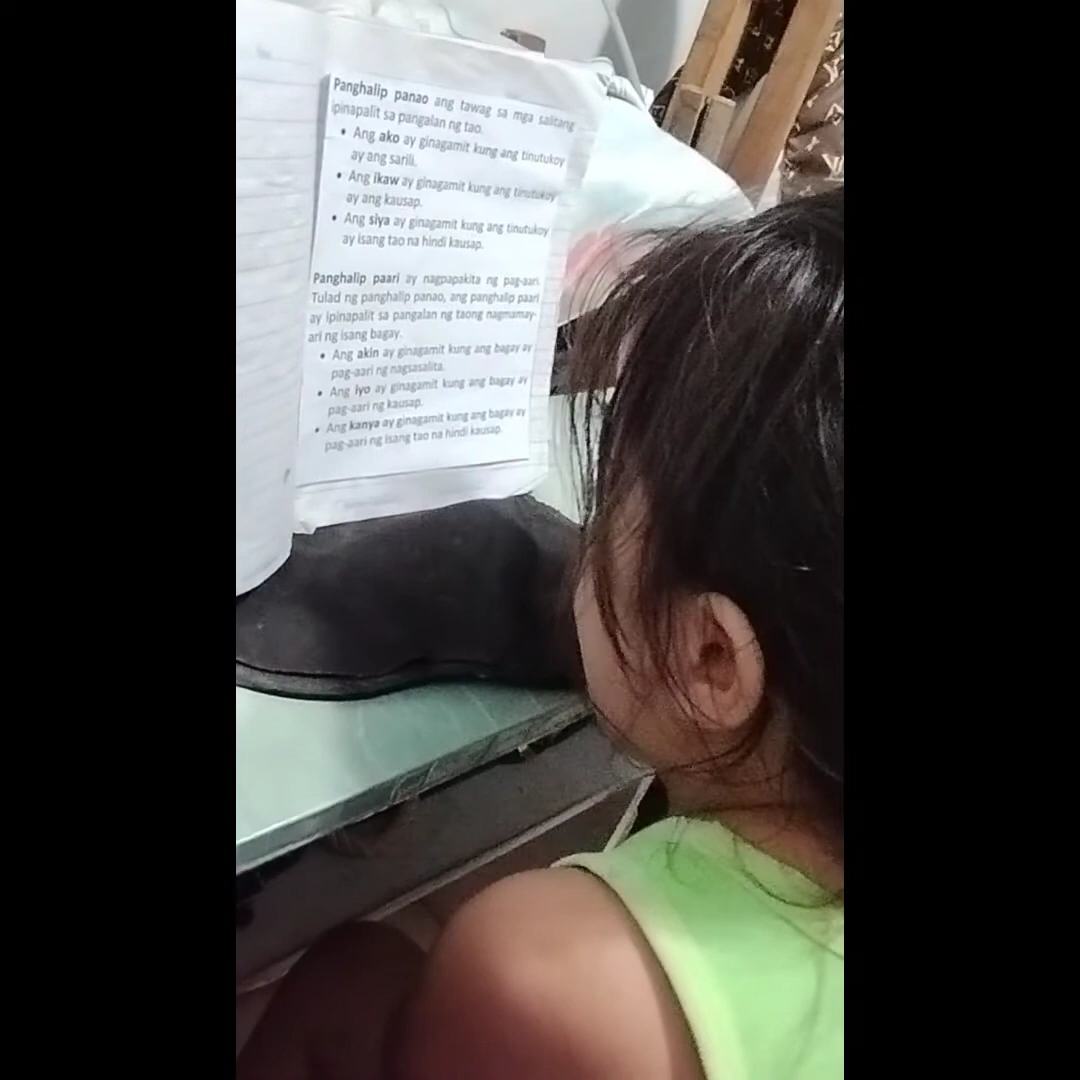 Panghalip panao ang tawag sa mga salitang
ipinapalit sa pangalan ng tao.
• Ang ako ay ginagamit kung ang tinutukoy
ay ang sarili.
• Ang ikaw ay ginagamit kung ang tinutukoy
ay ang kausap.
• Ang siya ay ginagamit kung ang tinutukoy
ay isang tao na hindi kausap.
Panghalip paari ay nagpapakita ng pag-aari.
Tulad ng panghalip panao, ang panghalip paari
ay ipinapalit sa pangalan ng taong nagmamay-
ari ng isang bagay.
• Ang akin ay ginagamit kung ang bagay ay
pag-aari ng nagsasalita.
• Ang iyo ay ginagamit kung ang bagay ay
pag-aari ng kausap.
• Ang kanya ay ginagamit kung ang bagay ay
pag-aari ng isang tao na hindi kausap.